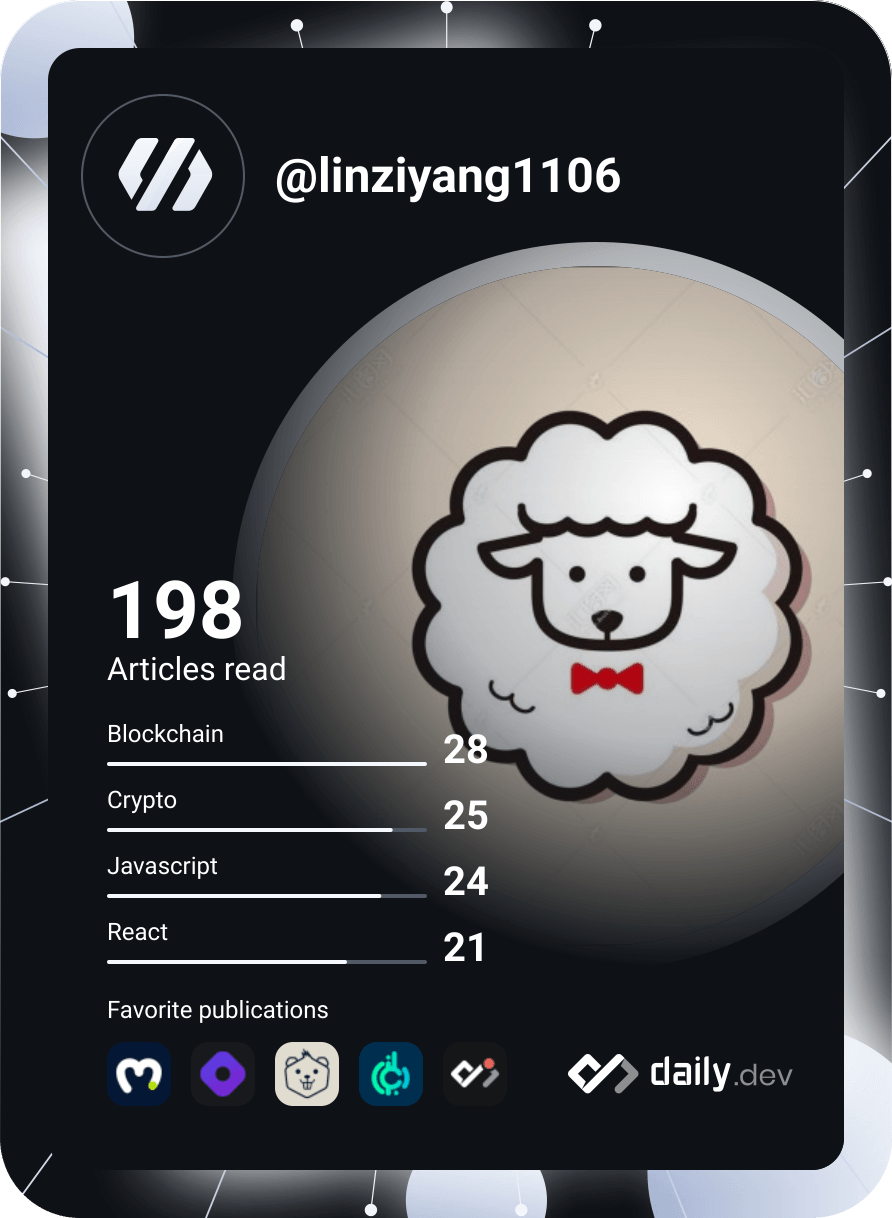 @linziyang1106
198
Articles read
Blockchain
28
Crypto
25
Javascript
24
React
21
Favorite publications
daily.dev